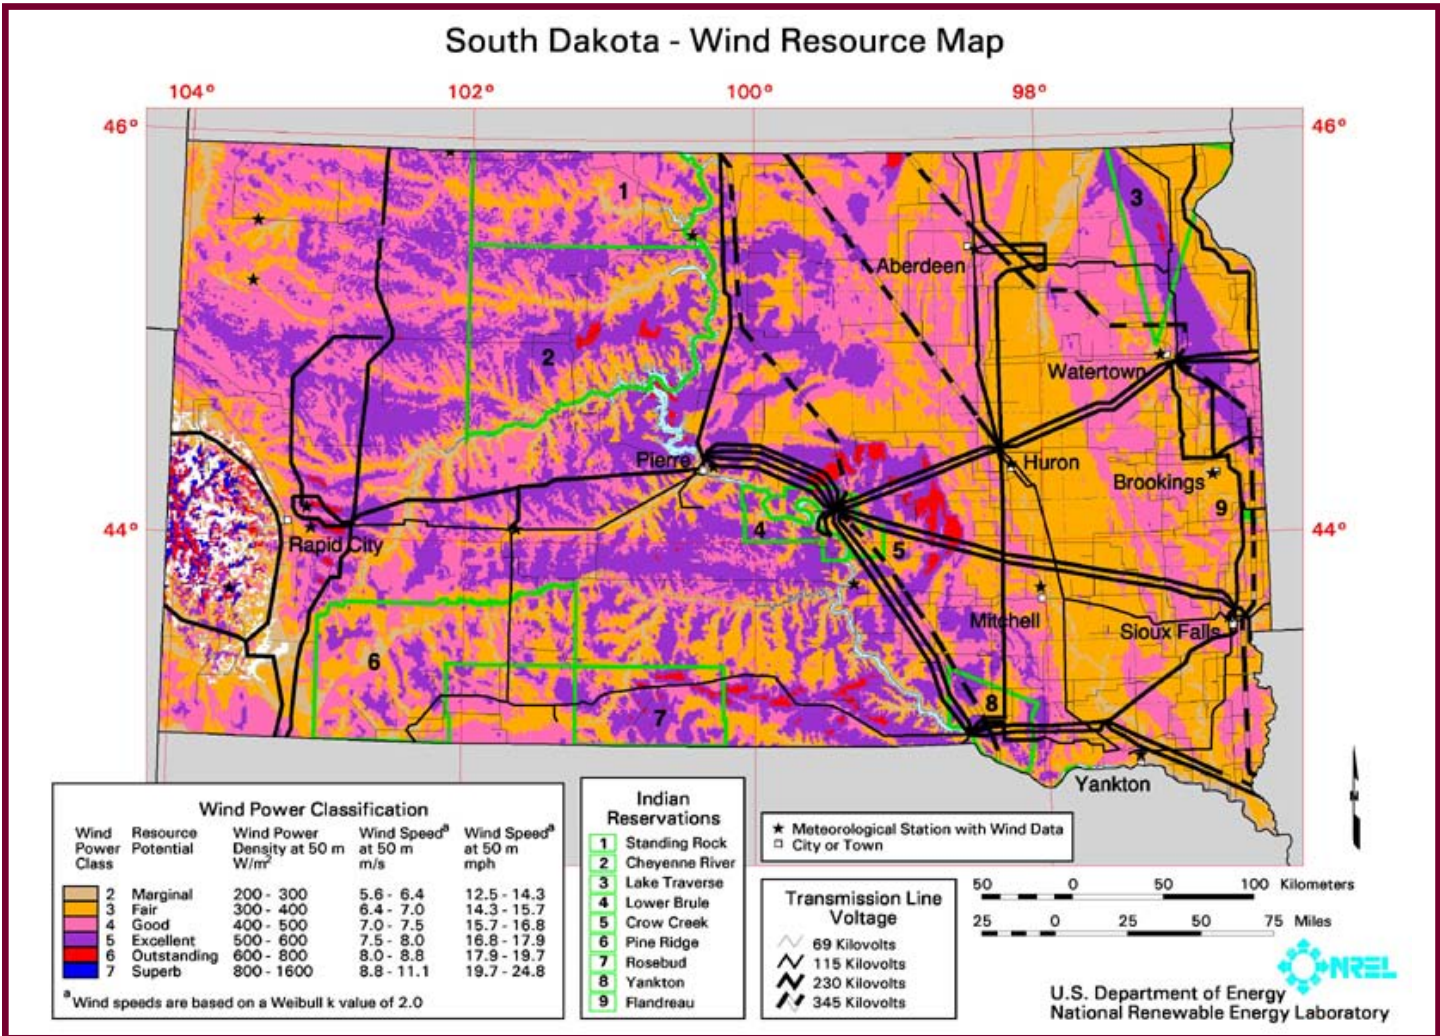 South Dakota - Wind Resource Map
104° 102° 100° 98°
46° 46°
1
3
Aberdeen
2
Watertown
Pierre
Huron
Brookings
9
44° 44°
4
5
Rapid City
Mitchell
Sioux Falls
6
7
8
Yankton
Wind Power Classification
Wind Power Class
Resource Potential
Wind Power Density at 50 m W/m²
Wind Speedᵃ at 50 m m/s
Wind Speedᵃ at 50 m mph
2 Marginal 200 - 300 5.6 - 6.4 12.5 - 14.3
3 Fair 300 - 400 6.4 - 7.0 14.3 - 15.7
4 Good 400 - 500 7.0 - 7.5 15.7 - 16.8
5 Excellent 500 - 600 7.5 - 8.0 16.8 - 17.9
6 Outstanding 600 - 800 8.0 - 8.8 17.9 - 19.7
7 Superb 800 - 1600 8.8 - 11.1 19.7 - 24.8
ᵃ Wind speeds are based on a Weibull k value of 2.0
Indian
Reservations
1 Standing Rock
2 Cheyenne River
3 Lake Traverse
4 Lower Brule
5 Crow Creek
6 Pine Ridge
7 Rosebud
8 Yankton
9 Flandreau
Meteorological Station with Wind Data
City or Town
Transmission Line
Voltage
69 Kilovolts
115 Kilovolts
230 Kilovolts
345 Kilovolts
N
50 0 50 100 Kilometers
25 0 25 50 75 Miles
NREL
U.S. Department of Energy
National Renewable Energy Laboratory